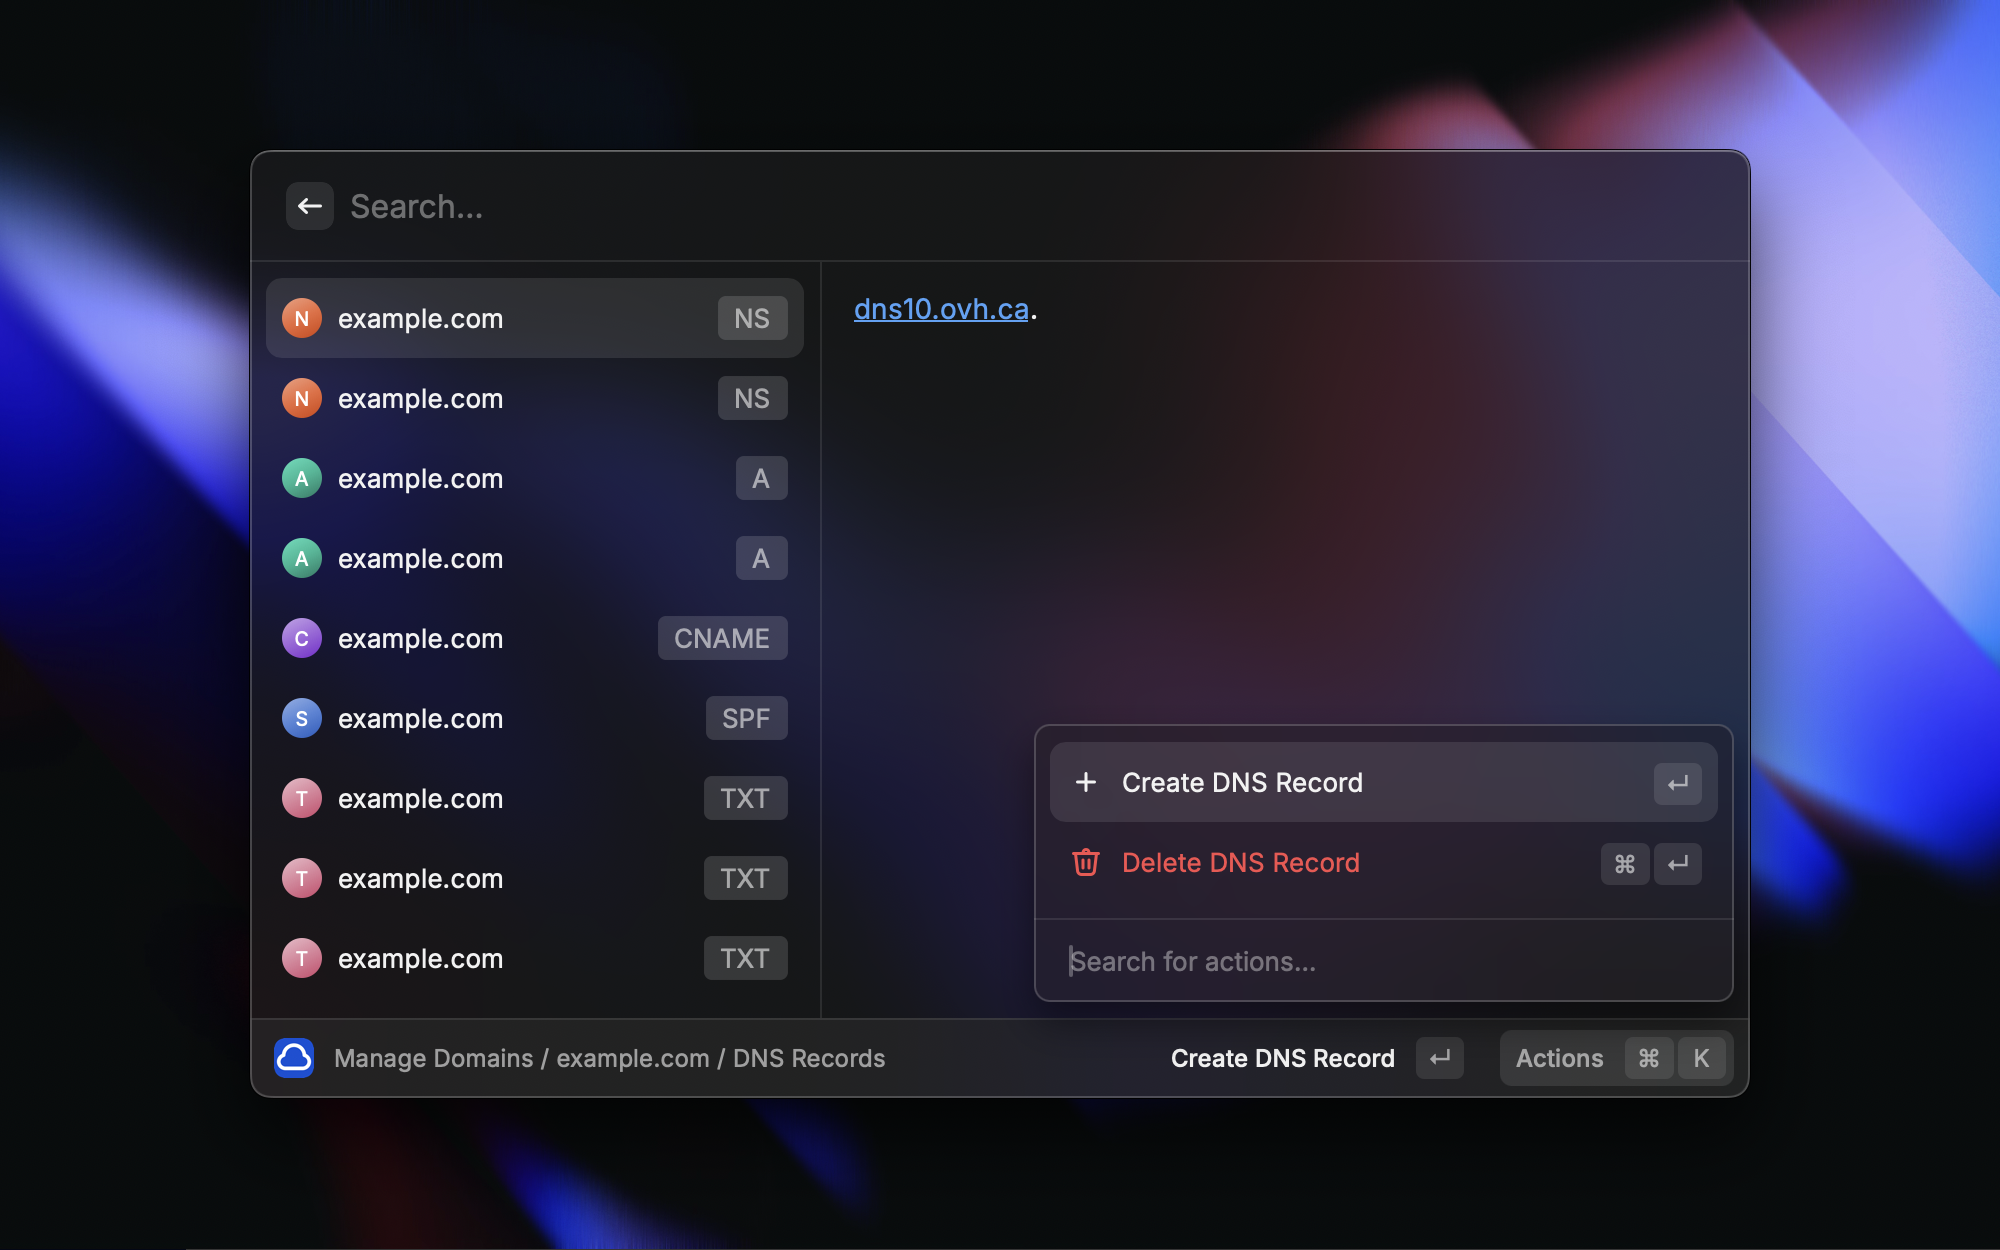 Search...
N example.com NS
N example.com NS
A example.com A
A example.com A
C example.com CNAME
S example.com SPF
T example.com TXT
T example.com TXT
T example.com TXT
dns10.ovh.ca.
+ Create DNS Record ↵
Delete DNS Record ⌘ ↵
Search for actions...
Manage Domains / example.com / DNS Records
Create DNS Record ↵
Actions ⌘ K